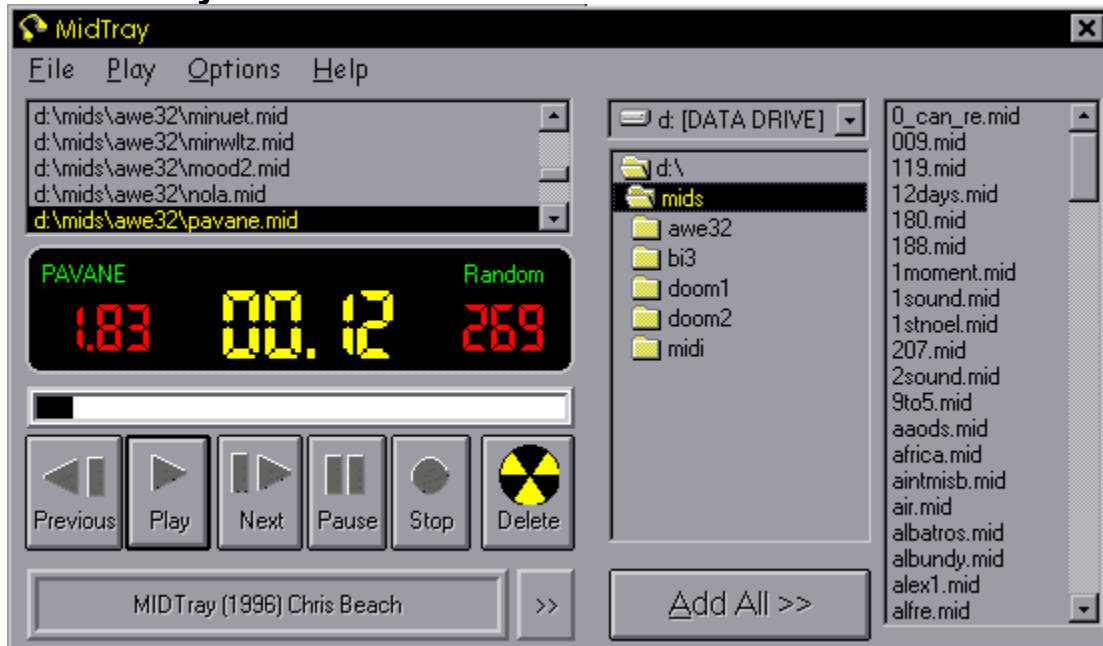 MidTray
File Play Options Help
d:\mids\awe32\minuet.mid
d:\mids\awe32\minwltz.mid
d:\mids\awe32\mood2.mid
d:\mids\awe32\nola.mid
d:\mids\awe32\pavane.mid
PAVANE Random
1.83 00.12 269
Previous Play Next Pause Stop Delete
MIDTray (1996) Chris Beach >>
d: [DATA DRIVE]
d:\
mids
awe32
bi3
doom1
doom2
midi
Add All >>
0_can_re.mid
009.mid
119.mid
12days.mid
180.mid
188.mid
1moment.mid
1sound.mid
1stnoel.mid
207.mid
2sound.mid
9to5.mid
aaods.mid
africa.mid
aintmisb.mid
air.mid
albatros.mid
albundy.mid
alex1.mid
alfre.mid